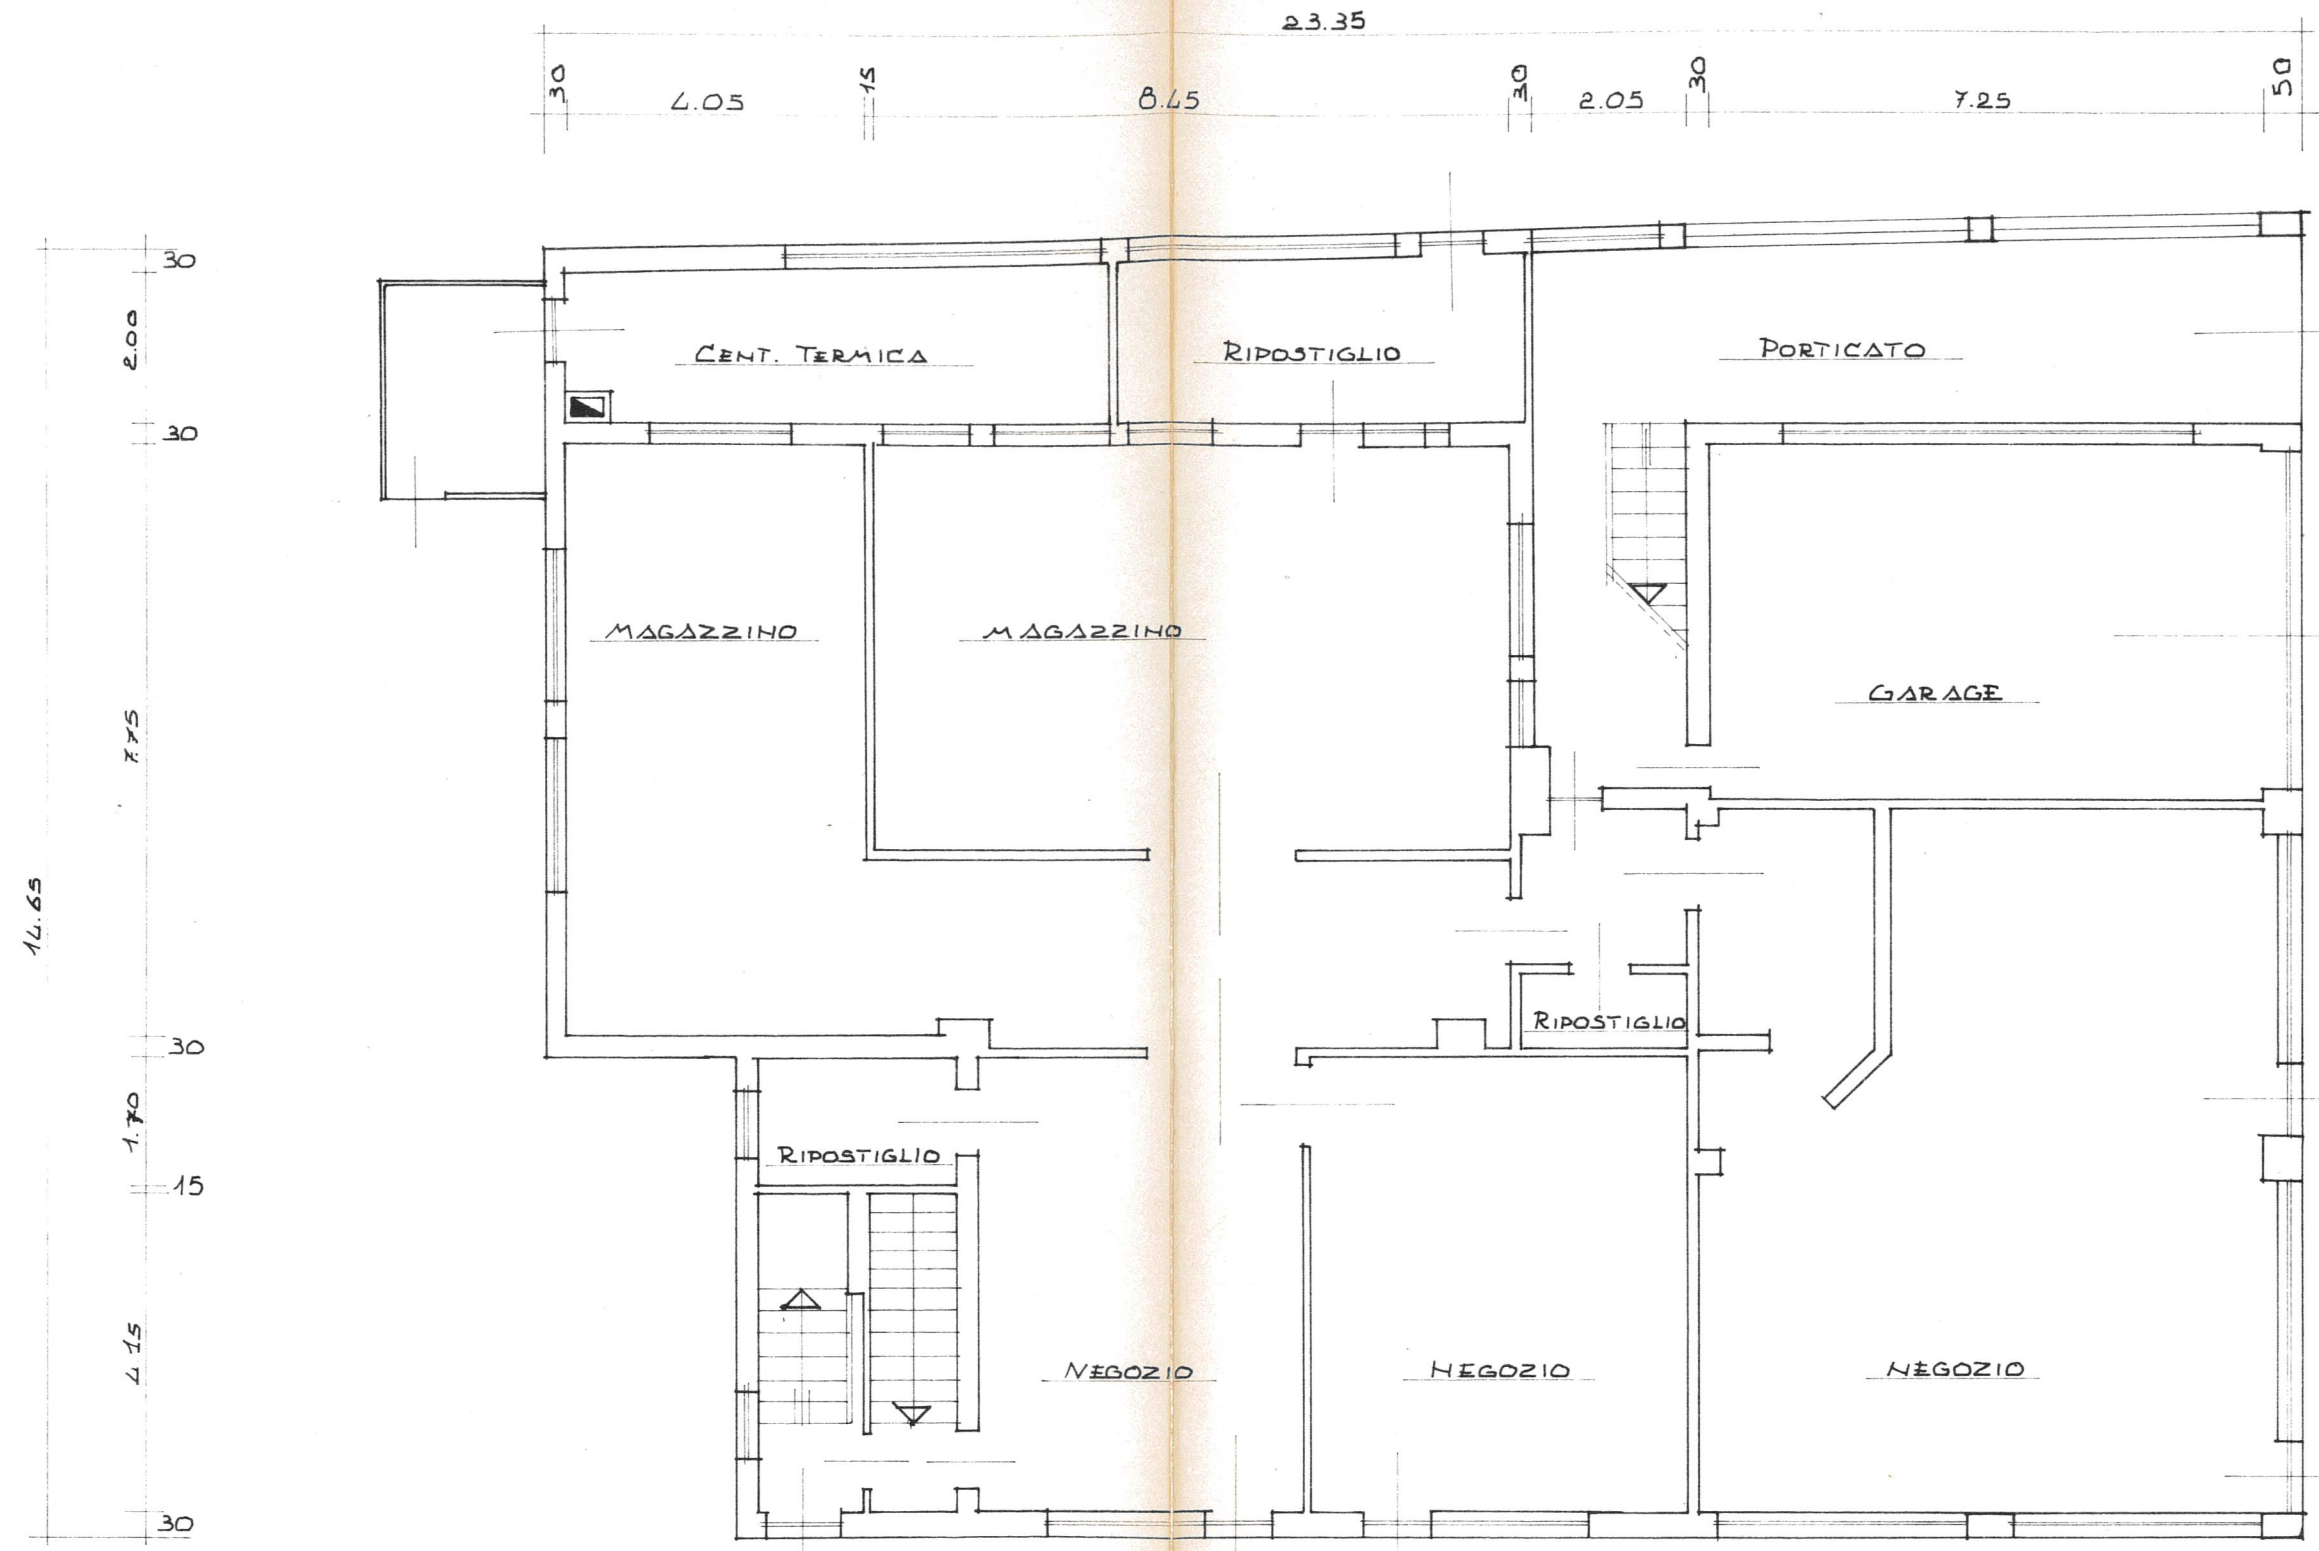 23.35
30 4.05 15 8.45 30 2.05 30 7.25 50
30
2.00
30
7.75
14.65
30
1.70
15
4.15
30
CENT. TERMICA
RIPOSTIGLIO
PORTICATO
MAGAZZINO
MAGAZZINO
GARAGE
RIPOSTIGLIO
RIPOSTIGLIO
NEGOZIO
NEGOZIO
NEGOZIO